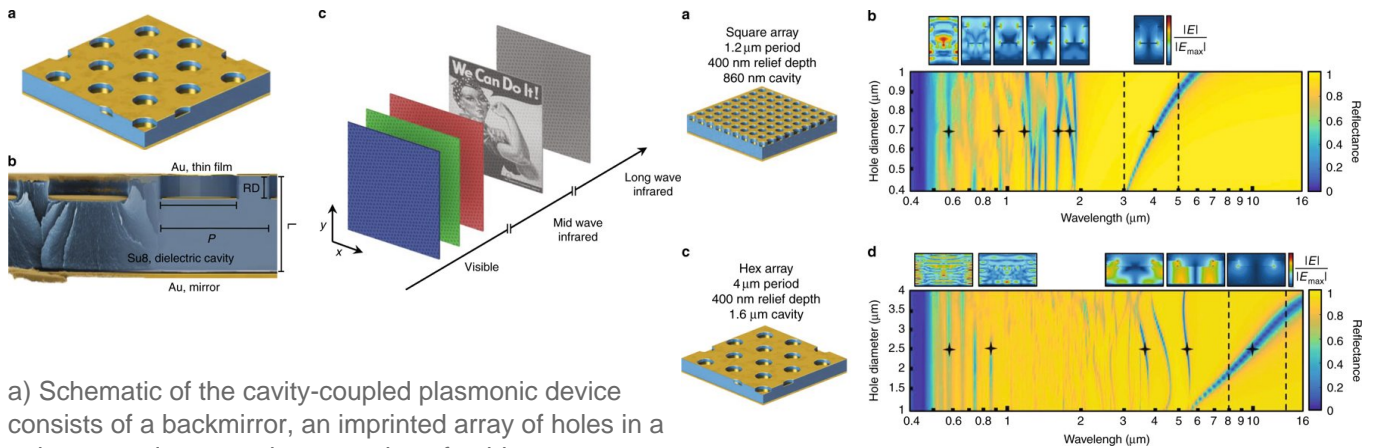 a
b
Au, thin film
RD
P
L
Su8, dielectric cavity
Au, mirror
c
We Can Do It!
y
x
Visible
Mid wave
infrared
Long wave
infrared
a) Schematic of the cavity-coupled plasmonic device
consists of a backmirror, an imprinted array of holes in a
a
Square array
1.2 μm period
400 nm relief depth
860 nm cavity
b
|E|
|Emax|
Hole diameter (μm)
1
0.9
0.8
0.7
0.6
0.5
0.4
0.4 0.6 0.8 1 2 3 4 5 6 7 8 9 10 16
Wavelength (μm)
1
0.8
0.6
0.4
0.2
0
Reflectance
c
Hex array
4 μm period
400 nm relief depth
1.6 μm cavity
d
|E|
|Emax|
Hole diameter (μm)
4
3.5
3
2.5
2
1.5
1
0.4 0.6 0.8 1 2 3 4 5 6 7 8 9 10 16
Wavelength (μm)
1
0.8
0.6
0.4
0.2
0
Reflectance